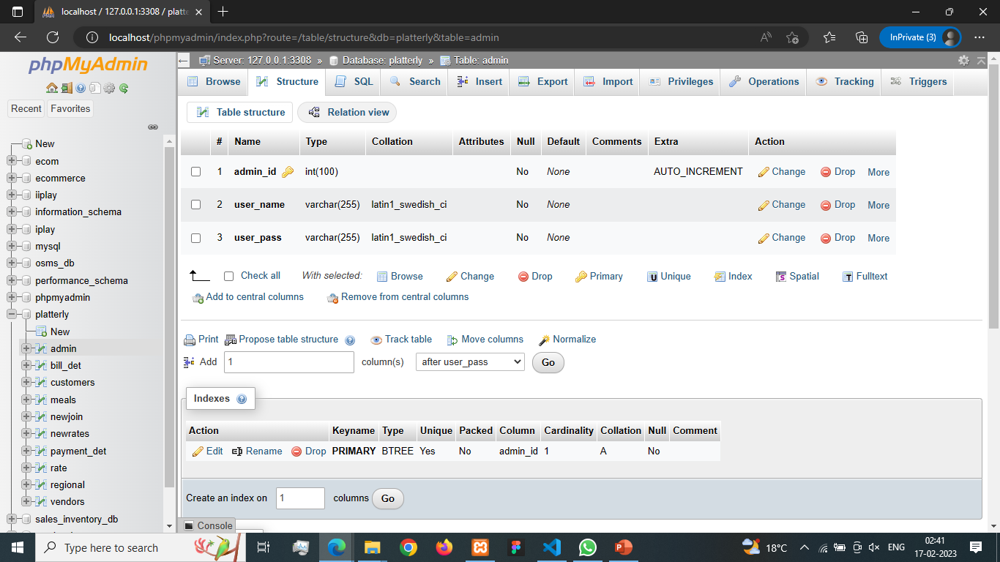 localhost / 127.0.0.1:3308 / platte
localhost/phpmyadmin/index.php?route=/table/structure&db=platterly&table=admin
InPrivate (3)
phpMyAdmin
Recent Favorites
New
ecom
ecommerce
iiplay
information_schema
iplay
mysql
osms_db
performance_schema
phpmyadmin
platterly
New
admin
bill_det
customers
meals
newjoin
newrates
payment_det
rate
regional
vendors
sales_inventory_db
Server: 127.0.0.1:3308 » Database: platterly » Table: admin
Browse Structure SQL Search Insert Export Import Privileges Operations Tracking Triggers
Table structure Relation view
# Name Type Collation Attributes Null Default Comments Extra Action
1 admin_id int(100) No None AUTO_INCREMENT Change Drop More
2 user_name varchar(255) latin1_swedish_ci No None Change Drop More
3 user_pass varchar(255) latin1_swedish_ci No None Change Drop More
Check all With selected: Browse Change Drop Primary Unique Index Spatial Fulltext
Add to central columns Remove from central columns
Print Propose table structure Track table Move columns Normalize
Add 1 column(s) after user_pass Go
Indexes
Action Keyname Type Unique Packed Column Cardinality Collation Null Comment
Edit Rename Drop PRIMARY BTREE Yes No admin_id 1 A No
Create an index on 1 columns Go
Console
Type here to search
18°C
ENG
02:41
17-02-2023